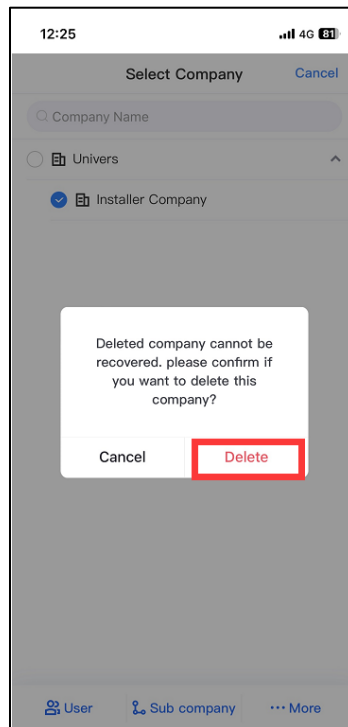 12:25 4G 81
Select Company Cancel
Company Name
Univers
Installer Company
Deleted company cannot be
recovered. please confirm if
you want to delete this
company?
Cancel Delete
User Sub company More